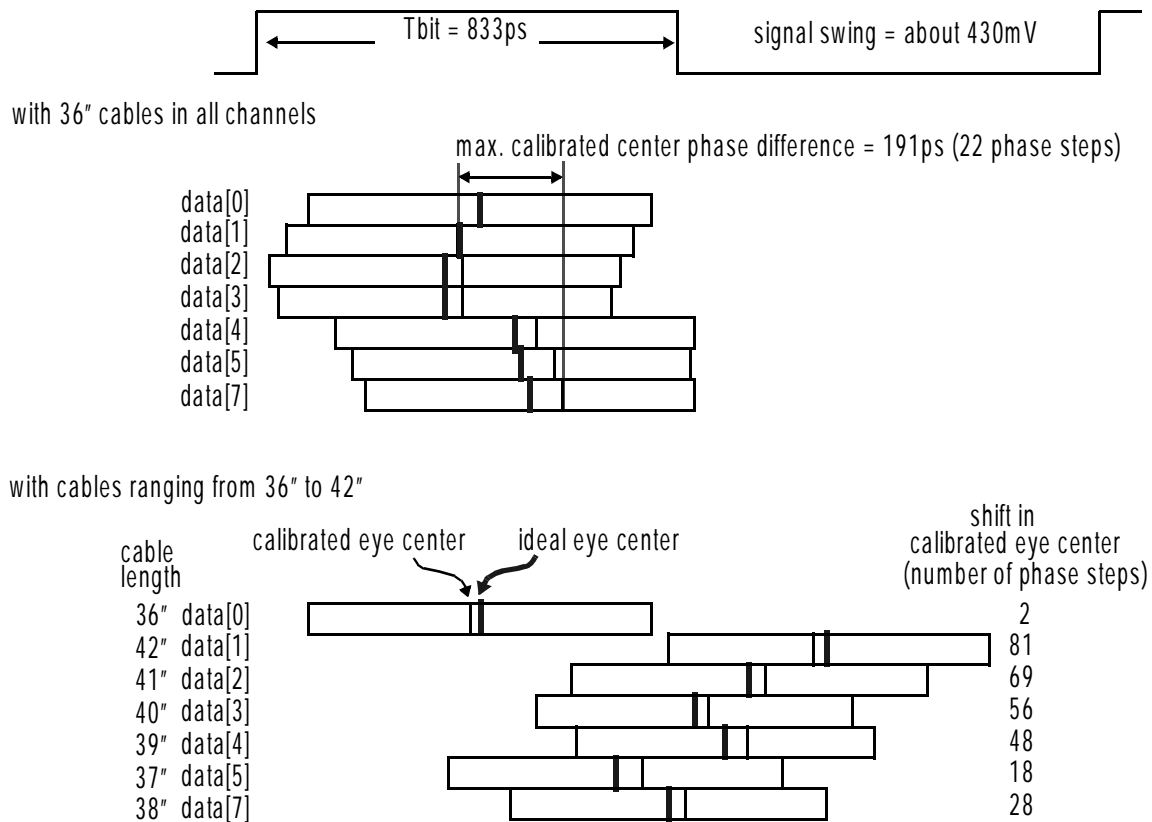 Tbit = 833ps
signal swing = about 430mV
with 36" cables in all channels
max. calibrated center phase difference = 191ps (22 phase steps)
data[0]
data[1]
data[2]
data[3]
data[4]
data[5]
data[7]
with cables ranging from 36" to 42"
cable
length
calibrated eye center
ideal eye center
shift in
calibrated eye center
(number of phase steps)
36" data[0] 2
42" data[1] 81
41" data[2] 69
40" data[3] 56
39" data[4] 48
37" data[5] 18
38" data[7] 28